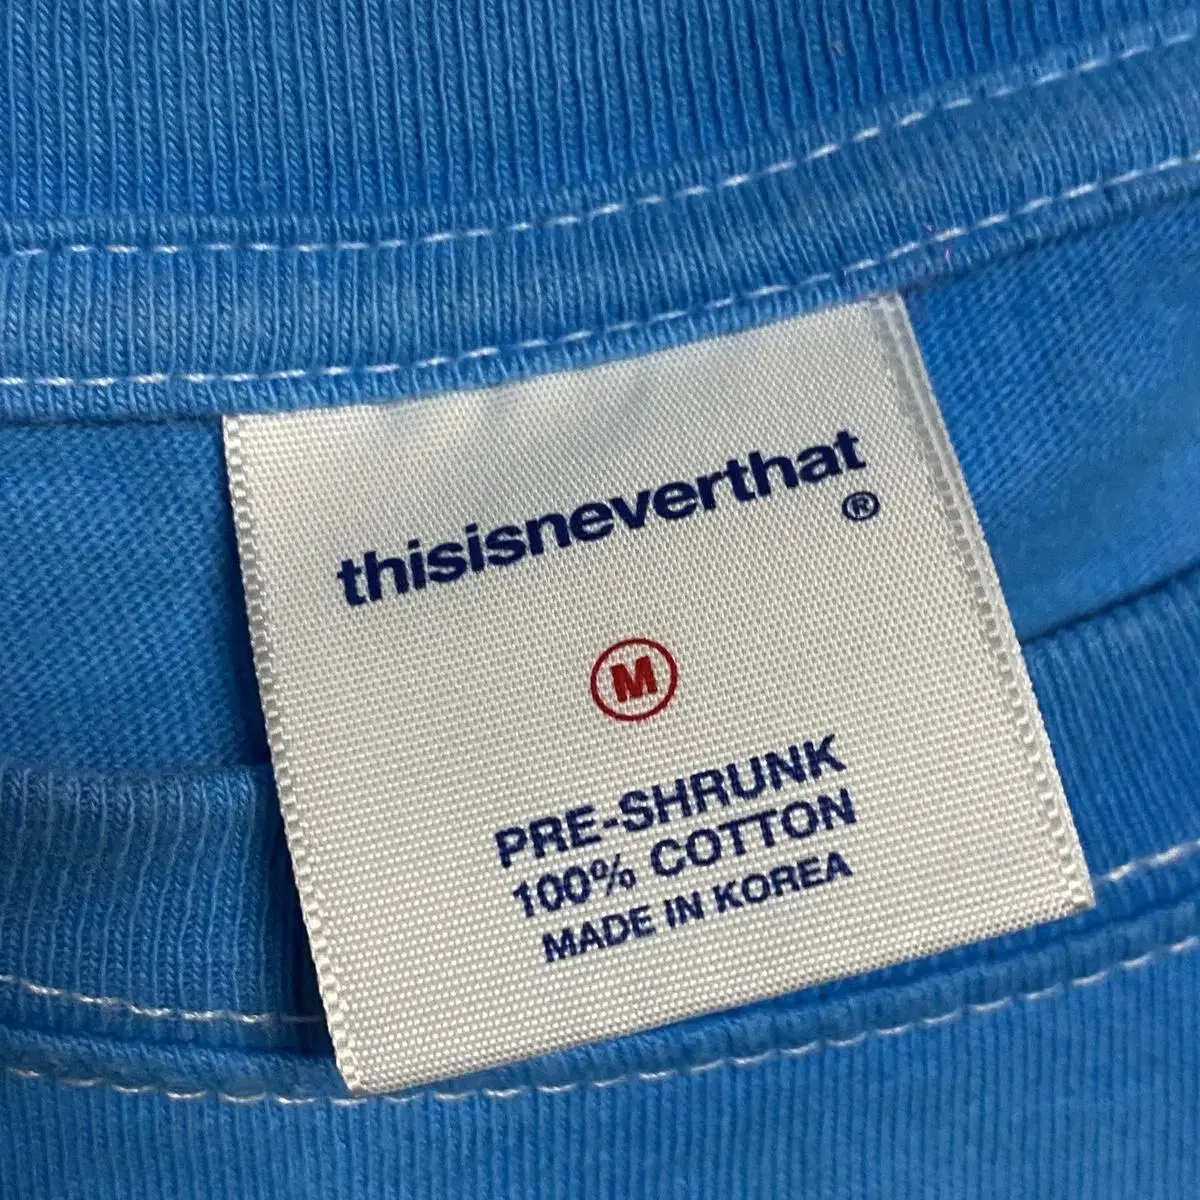 thisisneverthat
®
M
PRE-SHRUNK
100% COTTON
MADE IN KOREA